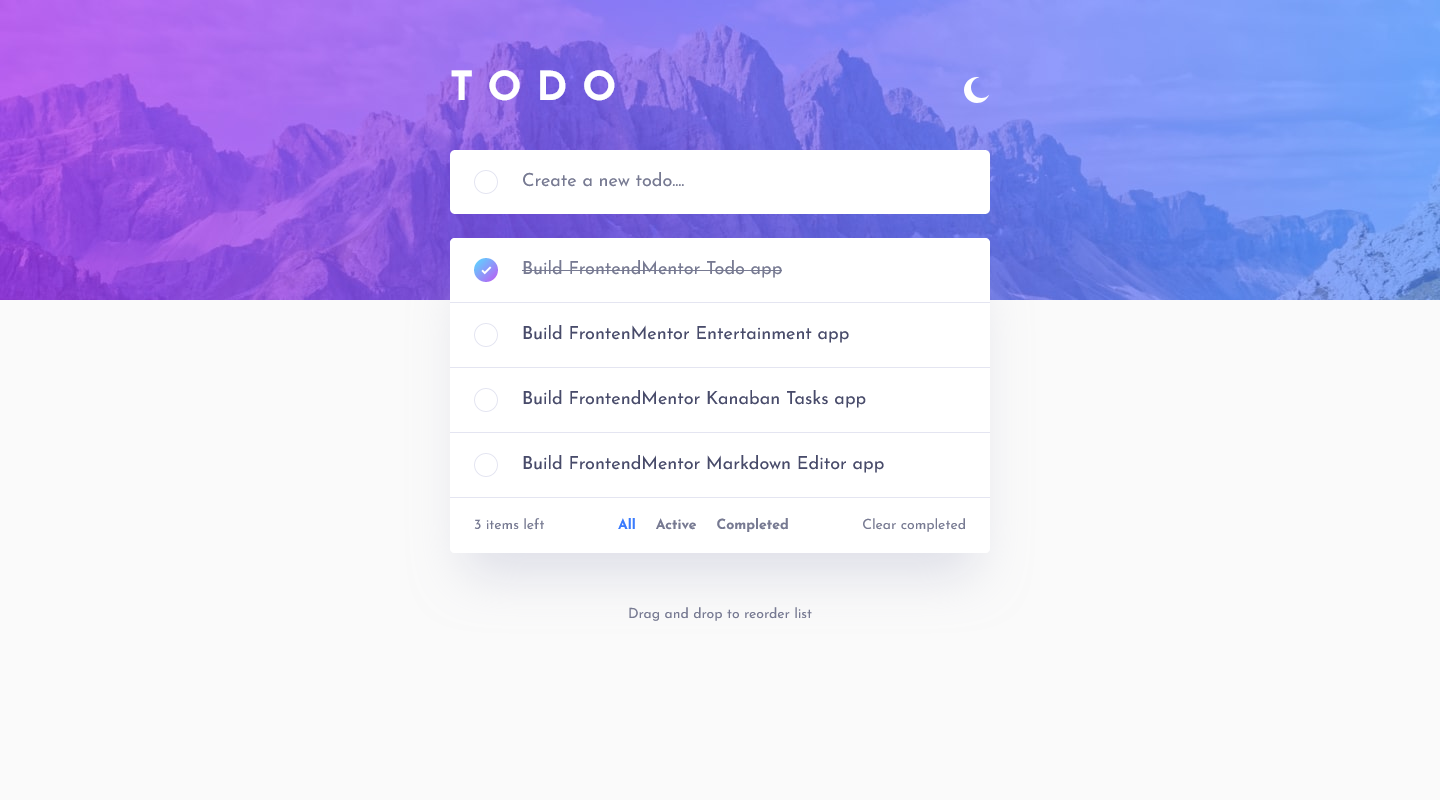 TODO
Create a new todo....
Build FrontendMentor Todo app
Build FrontenMentor Entertainment app
Build FrontendMentor Kanaban Tasks app
Build FrontendMentor Markdown Editor app
3 items left All Active Completed Clear completed
Drag and drop to reorder list